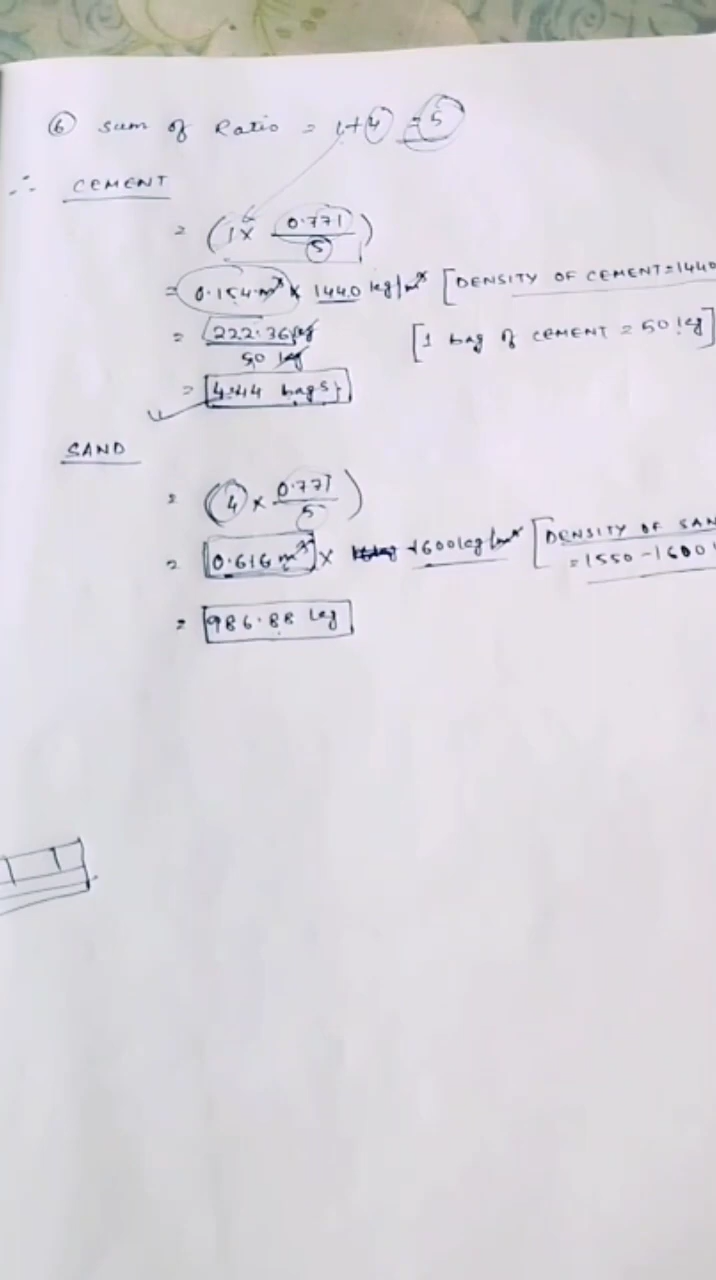 ⑥ Sum of Ratio = 1+4 = 5
∴ CEMENT
= (1 × 0.771 / 5)
= 0.154 m³ × 1440 kg/m³ [DENSITY OF CEMENT = 1440
= 222.36 kg / 50 kg [1 bag of CEMENT = 50 kg]
= 4.44 bags
SAND
= (4 × 0.771 / 5)
= 0.616 m³ × 1600 kg/m³ [DENSITY OF SAN
= 1550 - 1600
= 986.88 kg